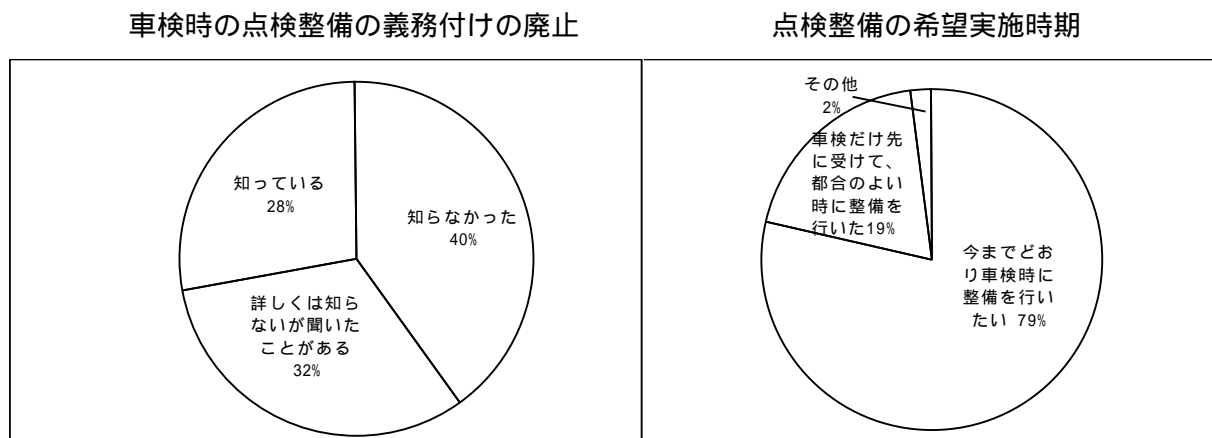 車検時の点検整備の義務付けの廃止
知らなかった
40%
詳しくは知ら
ないが聞いた
ことがある
32%
知っている
28%
点検整備の希望実施時期
今までどお
り車検時に
整備を行い
たい 79%
車検だけ先
に受けて、
都合のよい
時に整備を
行いた19%
その他
2%